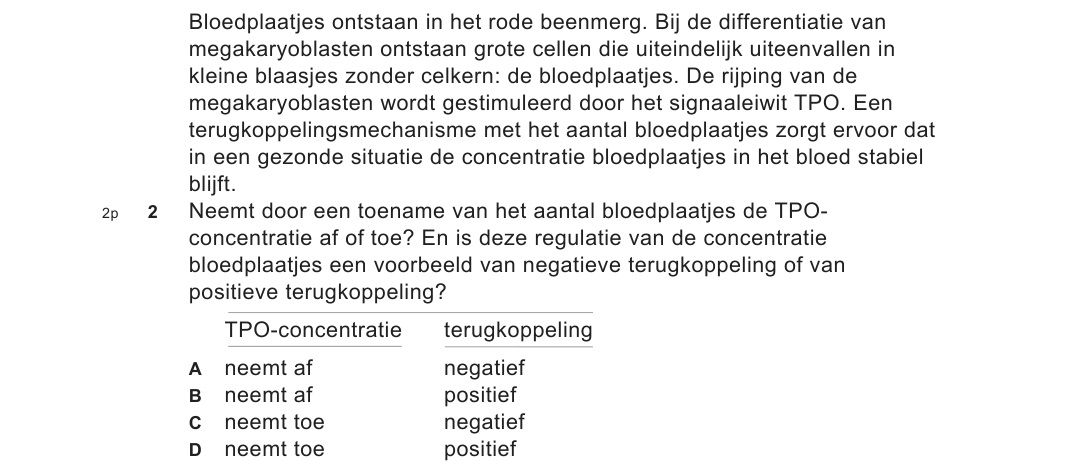 Bloedplaatjes ontstaan in het rode beenmerg. Bij de differentiatie van
megakaryoblasten ontstaan grote cellen die uiteindelijk uiteenvallen in
kleine blaasjes zonder celkern: de bloedplaatjes. De rijping van de
megakaryoblasten wordt gestimuleerd door het signaaleiwit TPO. Een
terugkoppelingsmechanisme met het aantal bloedplaatjes zorgt ervoor dat
in een gezonde situatie de concentratie bloedplaatjes in het bloed stabiel
blijft.
2p 2 Neemt door een toename van het aantal bloedplaatjes de TPO-
concentratie af of toe? En is deze regulatie van de concentratie
bloedplaatjes een voorbeeld van negatieve terugkoppeling of van
positieve terugkoppeling?
TPO-concentratie terugkoppeling
A neemt af negatief
B neemt af positief
C neemt toe negatief
D neemt toe positief